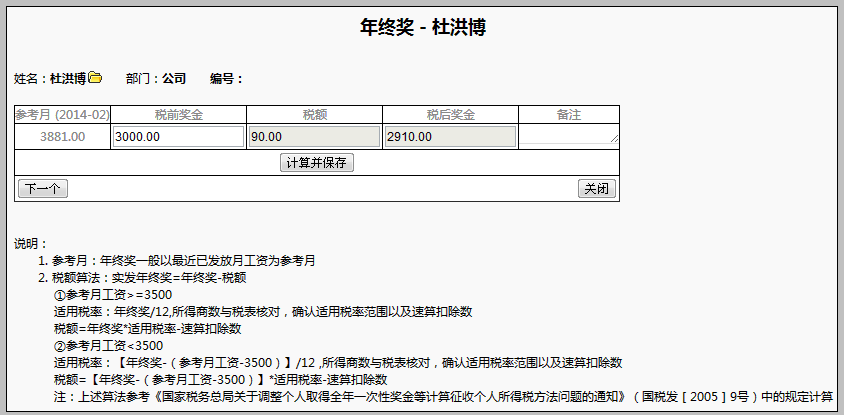 年终奖 - 杜洪博
姓名：杜洪博 部门：公司 编号：
参考月 (2014-02) 税前奖金 税额 税后奖金 备注
3881.00 3000.00 90.00 2910.00
计算并保存
下一个 关闭
说明：
1. 参考月：年终奖一般以最近已发放月工资为参考月
2. 税额算法：实发年终奖=年终奖-税额
①参考月工资>=3500
适用税率：年终奖/12,所得商数与税表核对，确认适用税率范围以及速算扣除数
税额=年终奖*适用税率-速算扣除数
②参考月工资<3500
适用税率：【年终奖-（参考月工资-3500）】/12 ,所得商数与税表核对，确认适用税率范围以及速算扣除数
税额=【年终奖-（参考月工资-3500）】*适用税率-速算扣除数
注：上述算法参考《国家税务总局关于调整个人取得全年一次性奖金等计算征收个人所得税方法问题的通知》（国税发［2005］9号）中的规定计算